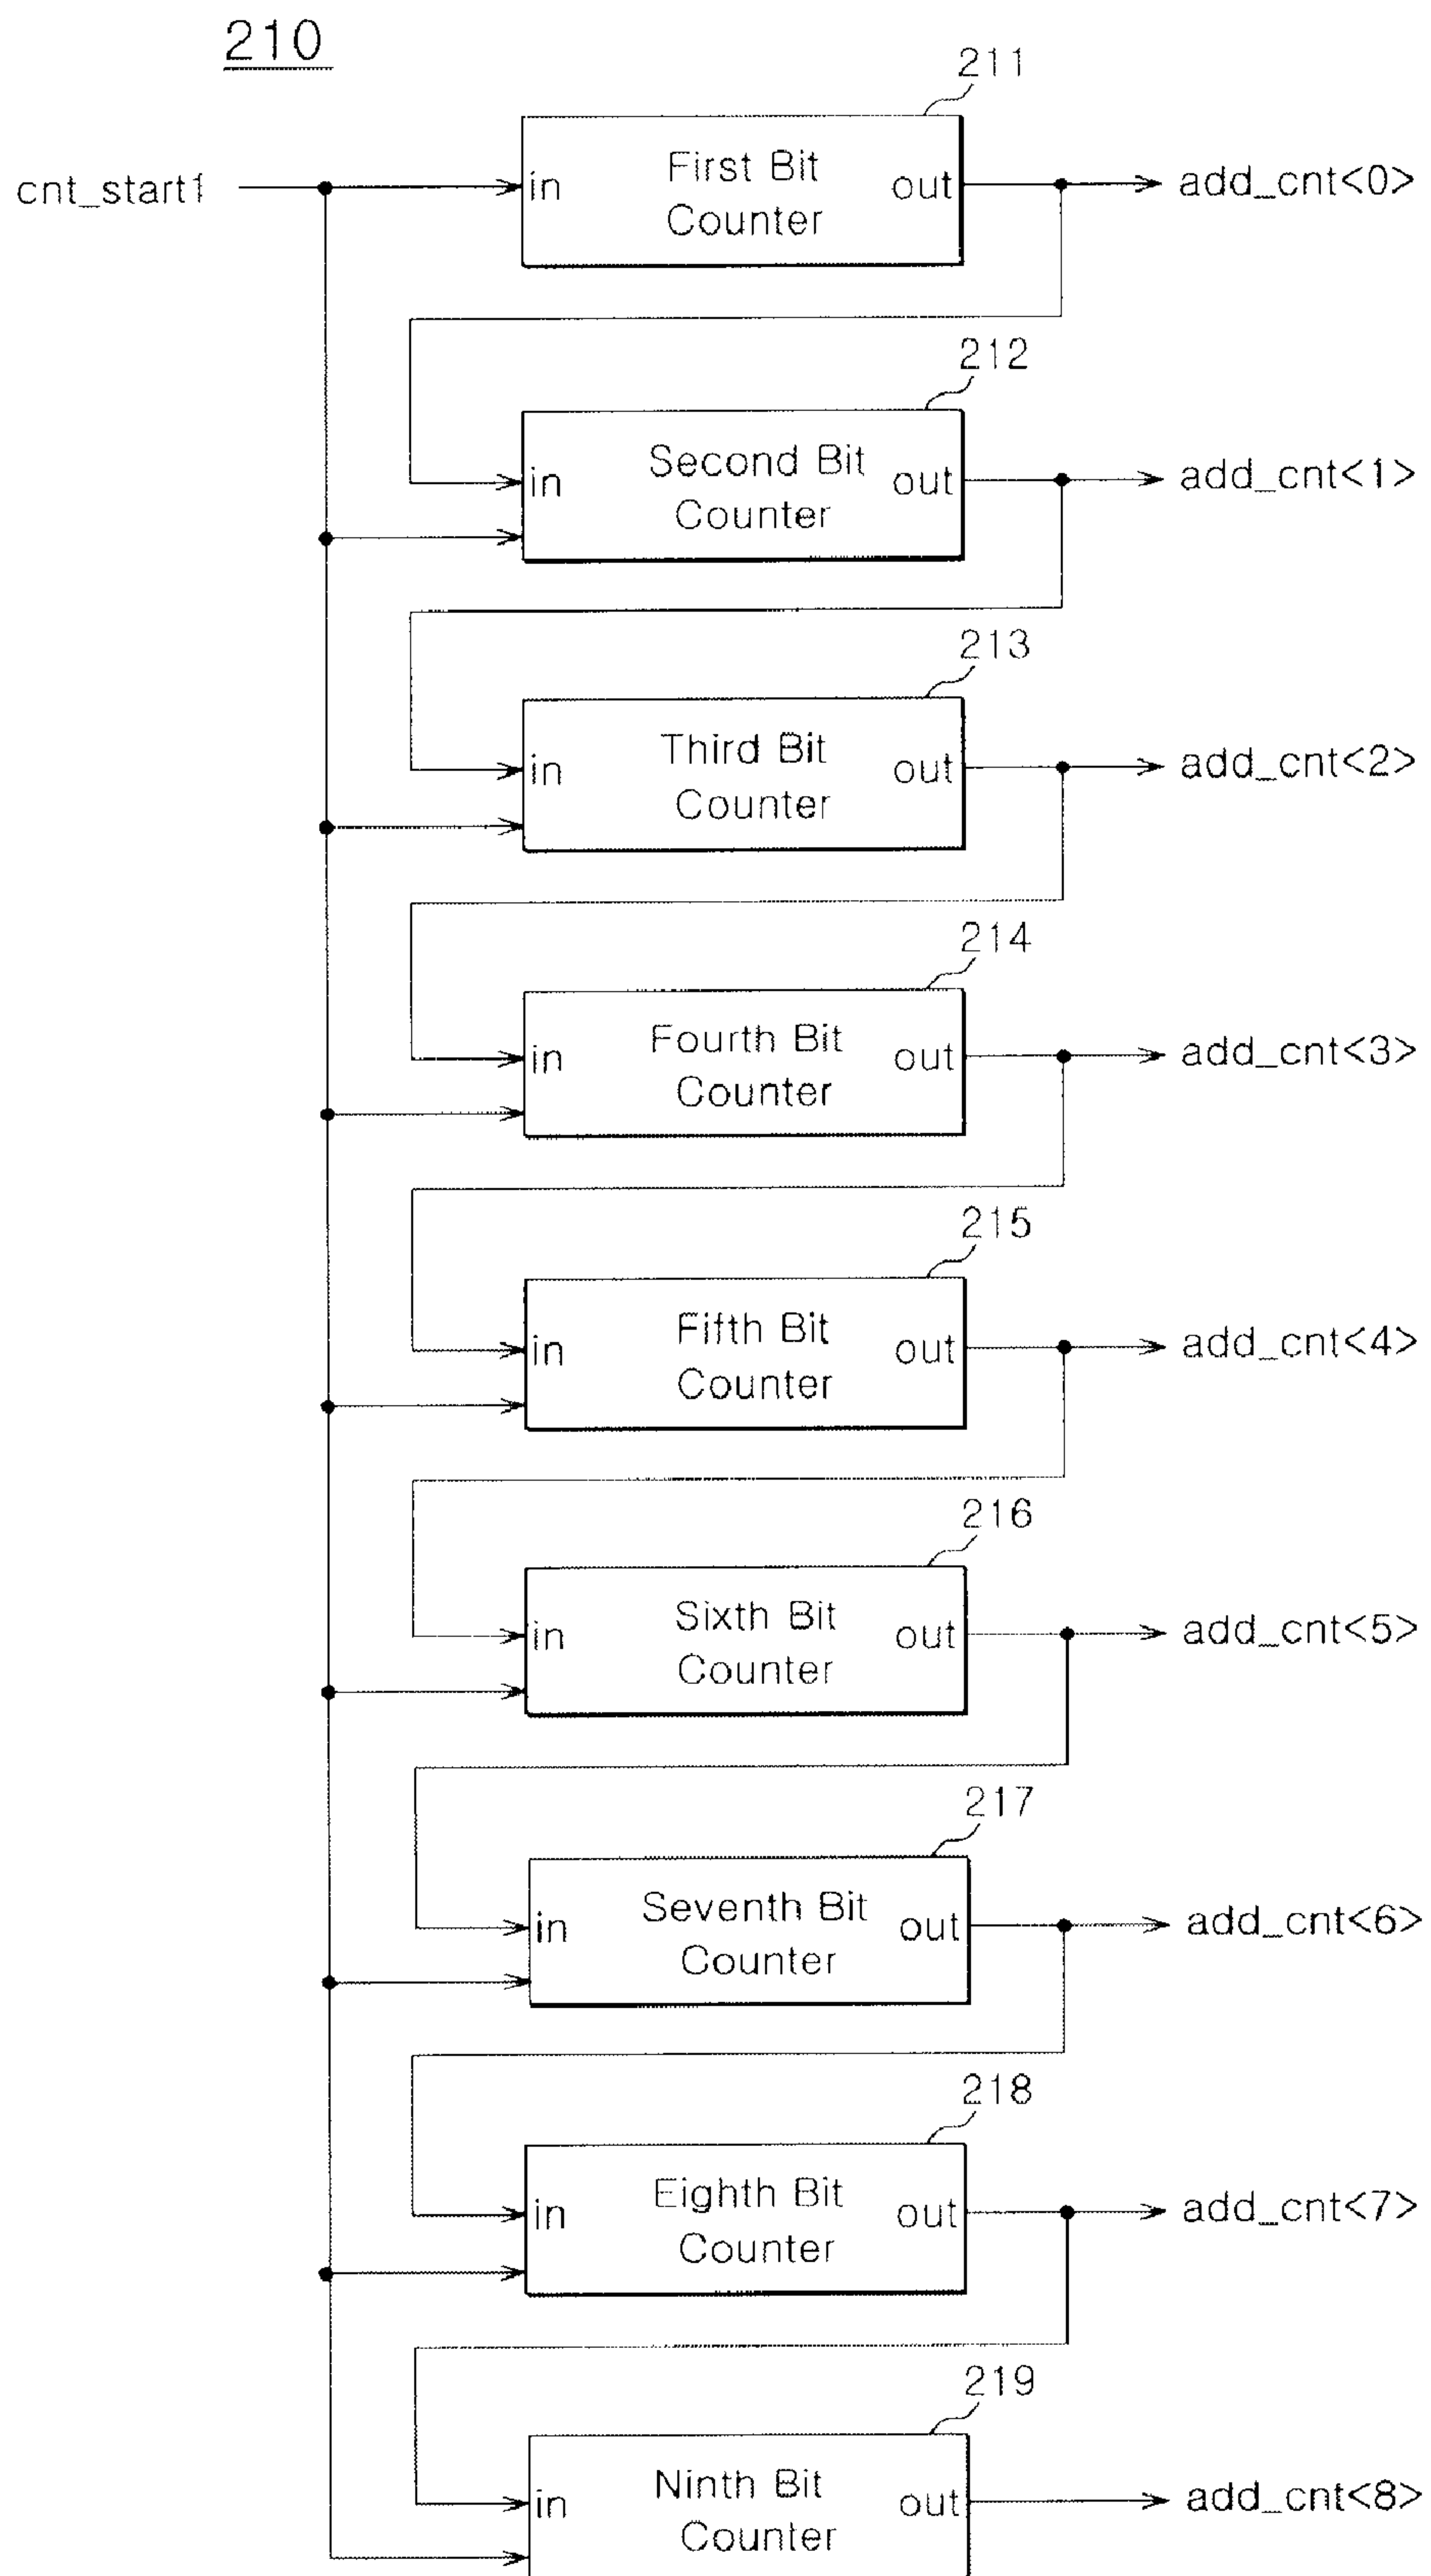 210
211
cnt_start1
in
First Bit
Counter
out
add_cnt<0>
212
in
Second Bit
Counter
out
add_cnt<1>
213
in
Third Bit
Counter
out
add_cnt<2>
214
in
Fourth Bit
Counter
out
add_cnt<3>
215
in
Fifth Bit
Counter
out
add_cnt<4>
216
in
Sixth Bit
Counter
out
add_cnt<5>
217
in
Seventh Bit
Counter
out
add_cnt<6>
218
in
Eighth Bit
Counter
out
add_cnt<7>
219
in
Ninth Bit
Counter
out
add_cnt<8>